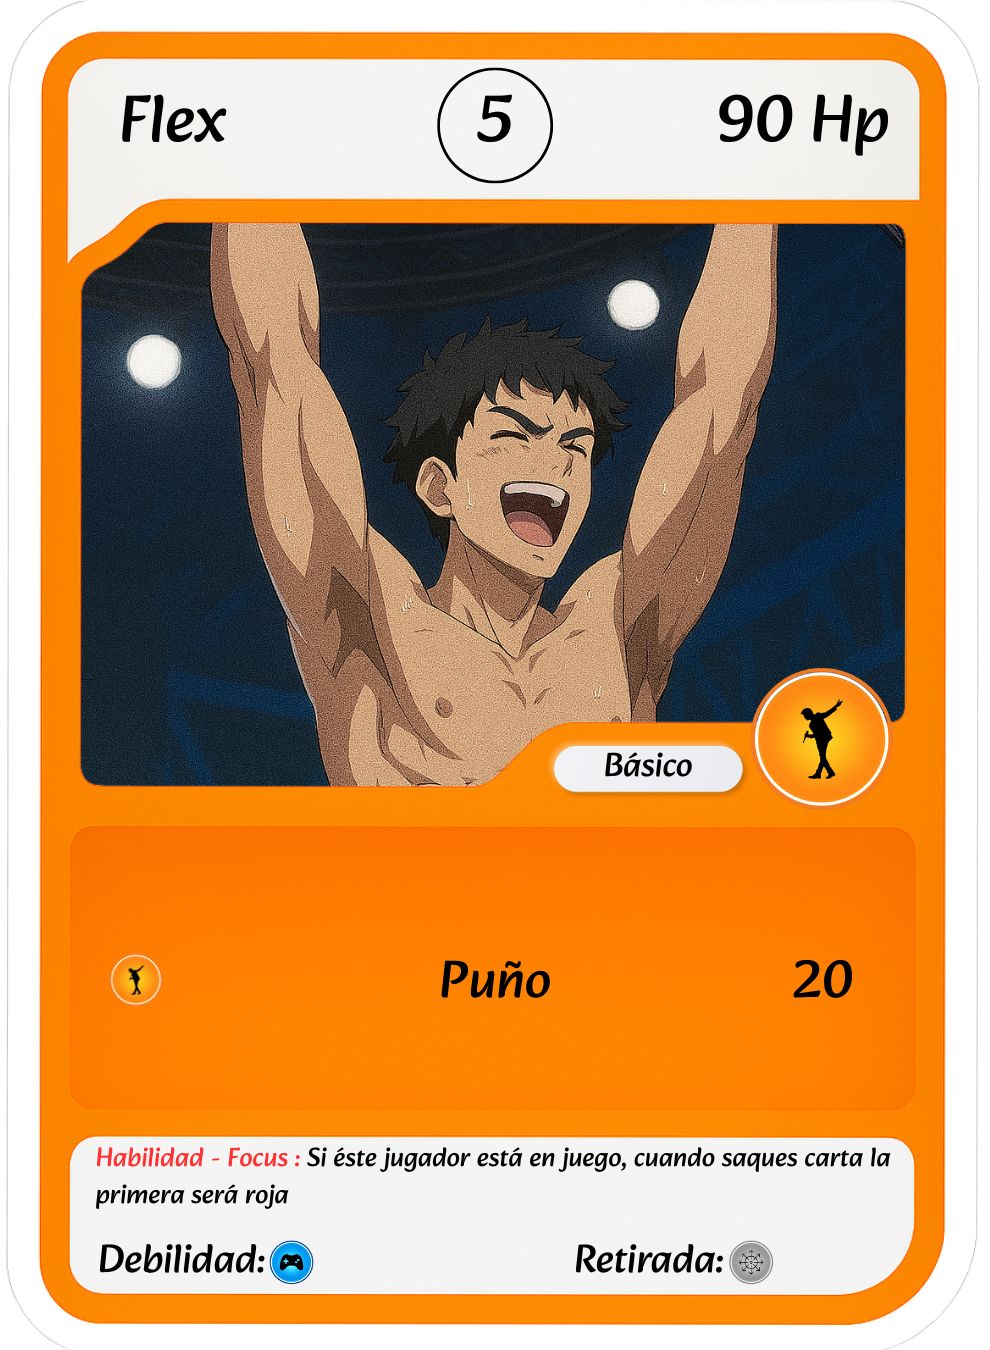 Flex 5 90 Hp
Básico
Puño 20
Habilidad - Focus : Si éste jugador está en juego, cuando saques carta la
primera será roja
Debilidad: Retirada: